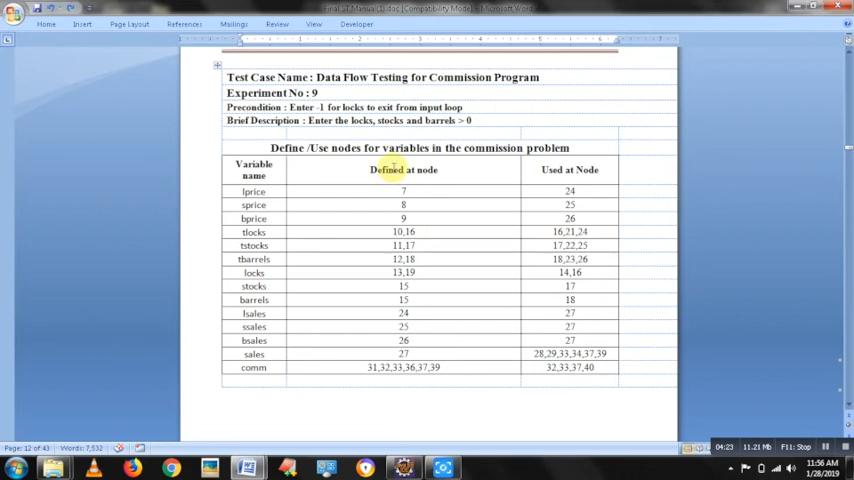 Final ST Manual (1).doc [Compatibility Mode] - Microsoft Word
Home Insert Page Layout References Mailings Review View Developer
Test Case Name : Data Flow Testing for Commission Program
Experiment No : 9
Precondition : Enter -1 for locks to exit from input loop
Brief Description : Enter the locks, stocks and barrels > 0
Define /Use nodes for variables in the commission problem
Variable name Defined at node Used at Node
lprice 7 24
sprice 8 25
bprice 9 26
tlocks 10,16 16,21,24
tstocks 11,17 17,22,25
tbarrels 12,18 18,23,26
locks 13,19 14,16
stocks 15 17
barrels 15 18
lsales 24 27
ssales 25 27
bsales 26 27
sales 27 28,29,33,34,37,39
comm 31,32,33,36,37,39 32,33,37,40
Page: 12 of 43 Words: 7,532
04:23 11.21 Mb F11: Stop
11:56 AM
1/28/2019